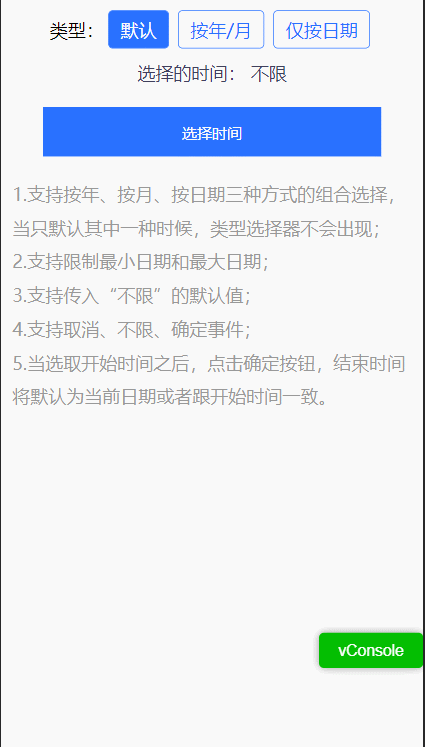 类型： 默认 按年/月 仅按日期
选择的时间： 不限
选择时间
1.支持按年、按月、按日期三种方式的组合选择，
当只默认其中一种时候，类型选择器不会出现；
2.支持限制最小日期和最大日期；
3.支持传入“不限”的默认值；
4.支持取消、不限、确定事件；
5.当选取开始时间之后，点击确定按钮，结束时间
将默认为当前日期或者跟开始时间一致。
vConsole